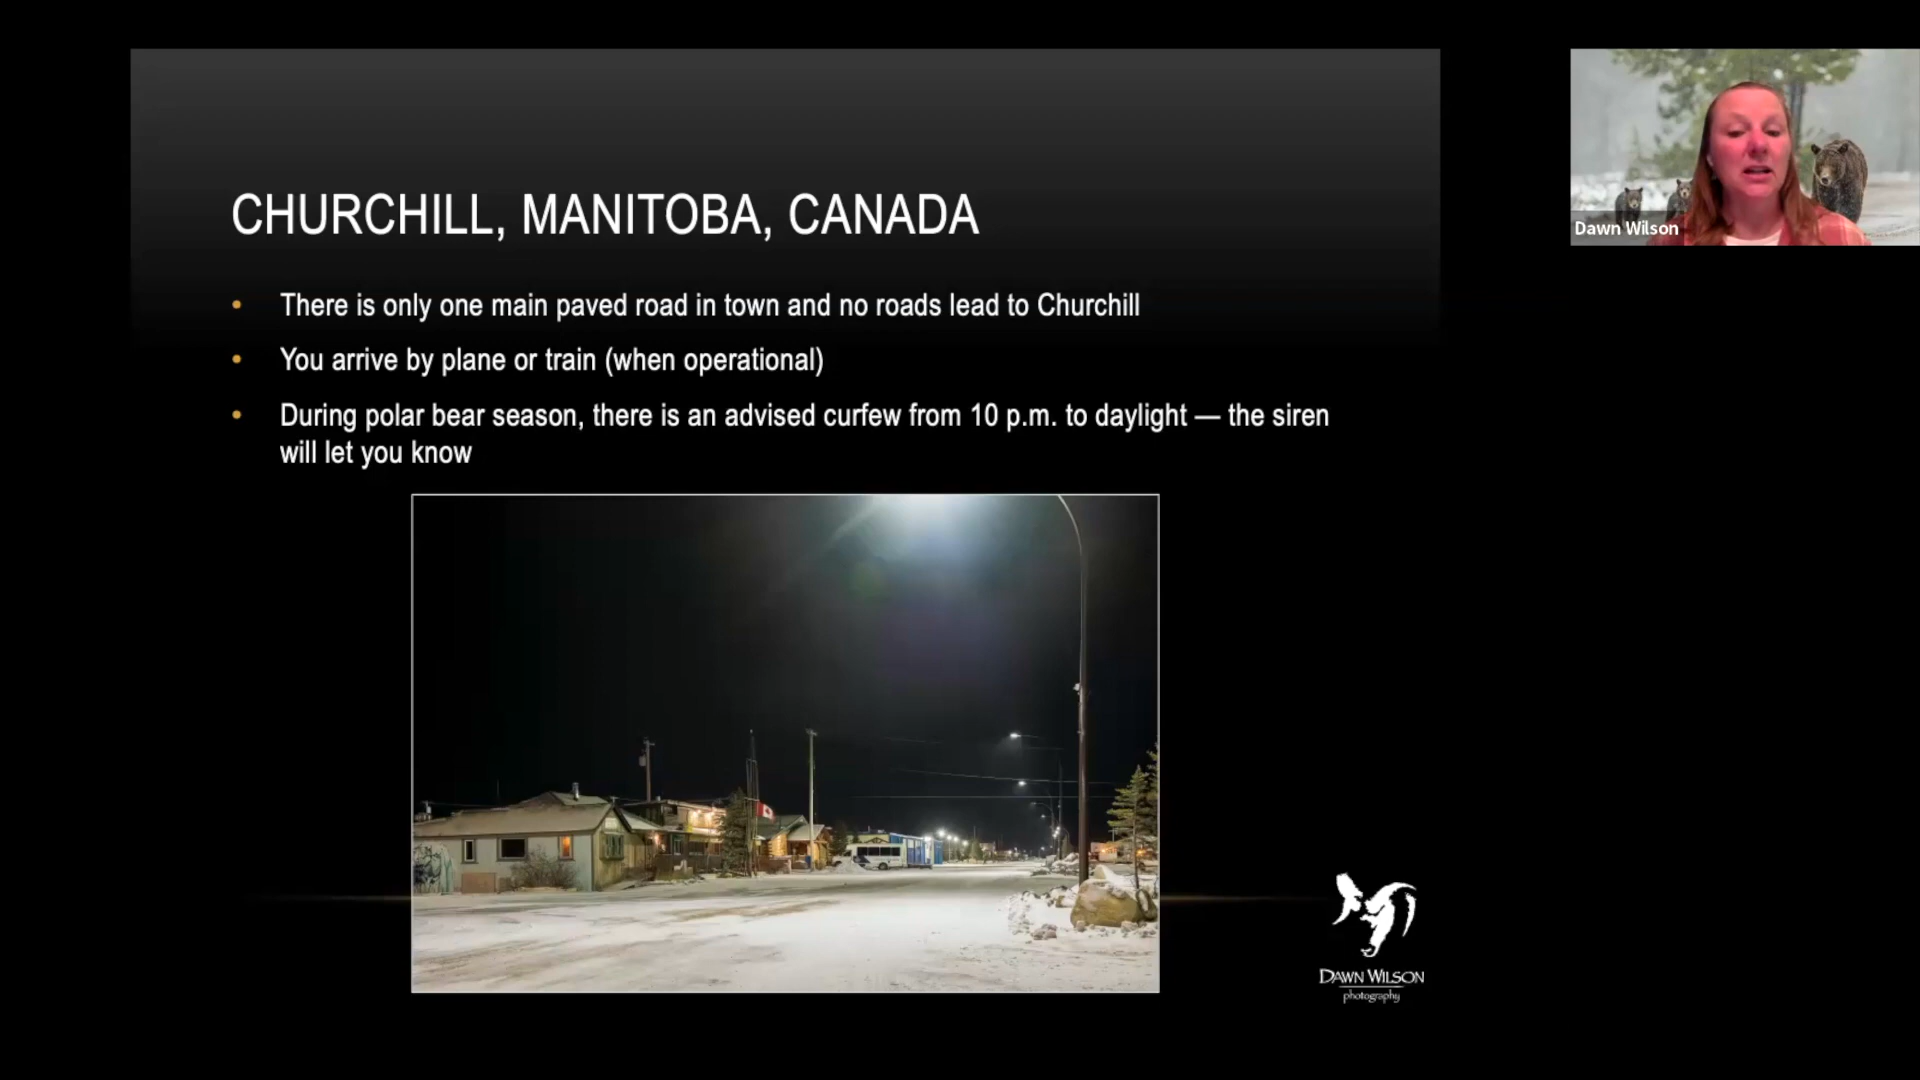 CHURCHILL, MANITOBA, CANADA
• There is only one main paved road in town and no roads lead to Churchill
• You arrive by plane or train (when operational)
• During polar bear season, there is an advised curfew from 10 p.m. to daylight — the siren
will let you know
Dawn Wilson
DAWN WILSON
photography